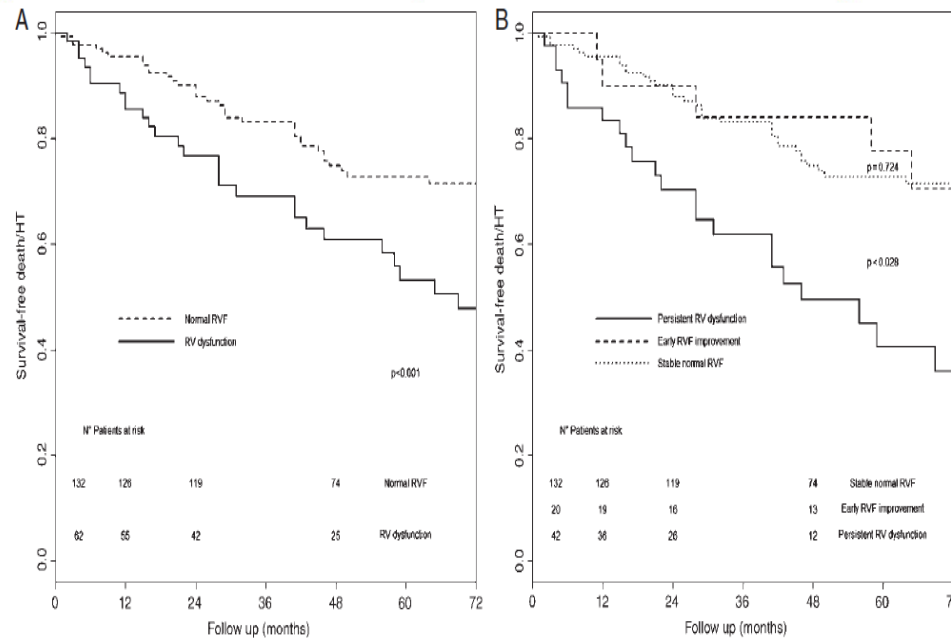 A
Survival-free death/HT
1.0
0.8
0.6
0.4
0.2
0.0
Normal RVF
RV dysfunction
p<0.001
N° Patients at risk
132 126 119 74 Normal RVF
62 55 42 25 RV dysfunction
0 12 24 36 48 60 72
Follow up (months)
B
Survival-free death/HT
1.0
0.8
0.6
0.4
0.2
0.0
p=0.724
p<0.028
Persistent RV dysfunction
Early RVF improvement
Stable normal RVF
N° Patients at risk
132 126 119 74 Stable normal RVF
20 19 16 13 Early RVF improvement
42 36 26 12 Persistent RV dysfunction
0 12 24 36 48 60
Follow up (months)